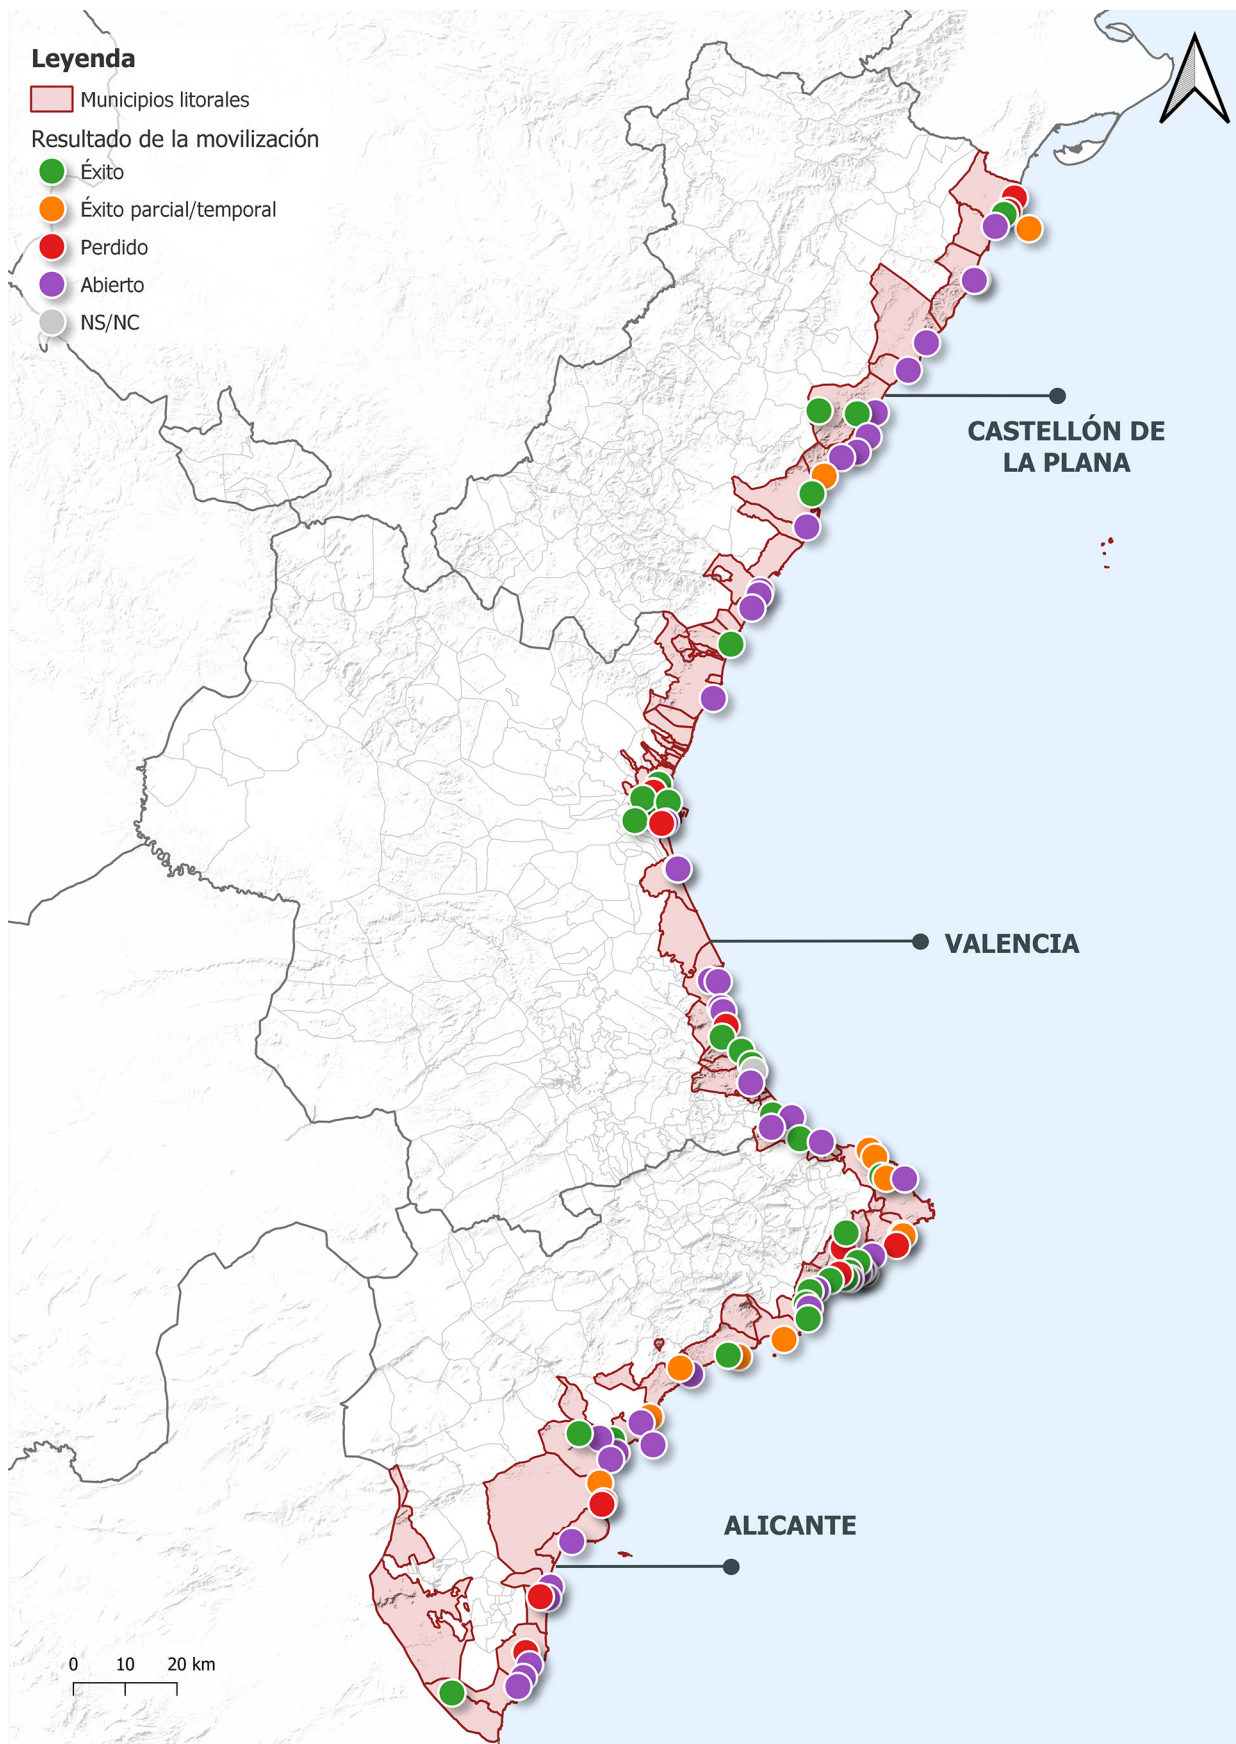 Leyenda
Municipios litorales
Resultado de la movilización
Éxito
Éxito parcial/temporal
Perdido
Abierto
NS/NC
CASTELLÓN DE
LA PLANA
VALENCIA
ALICANTE
0 10 20 km